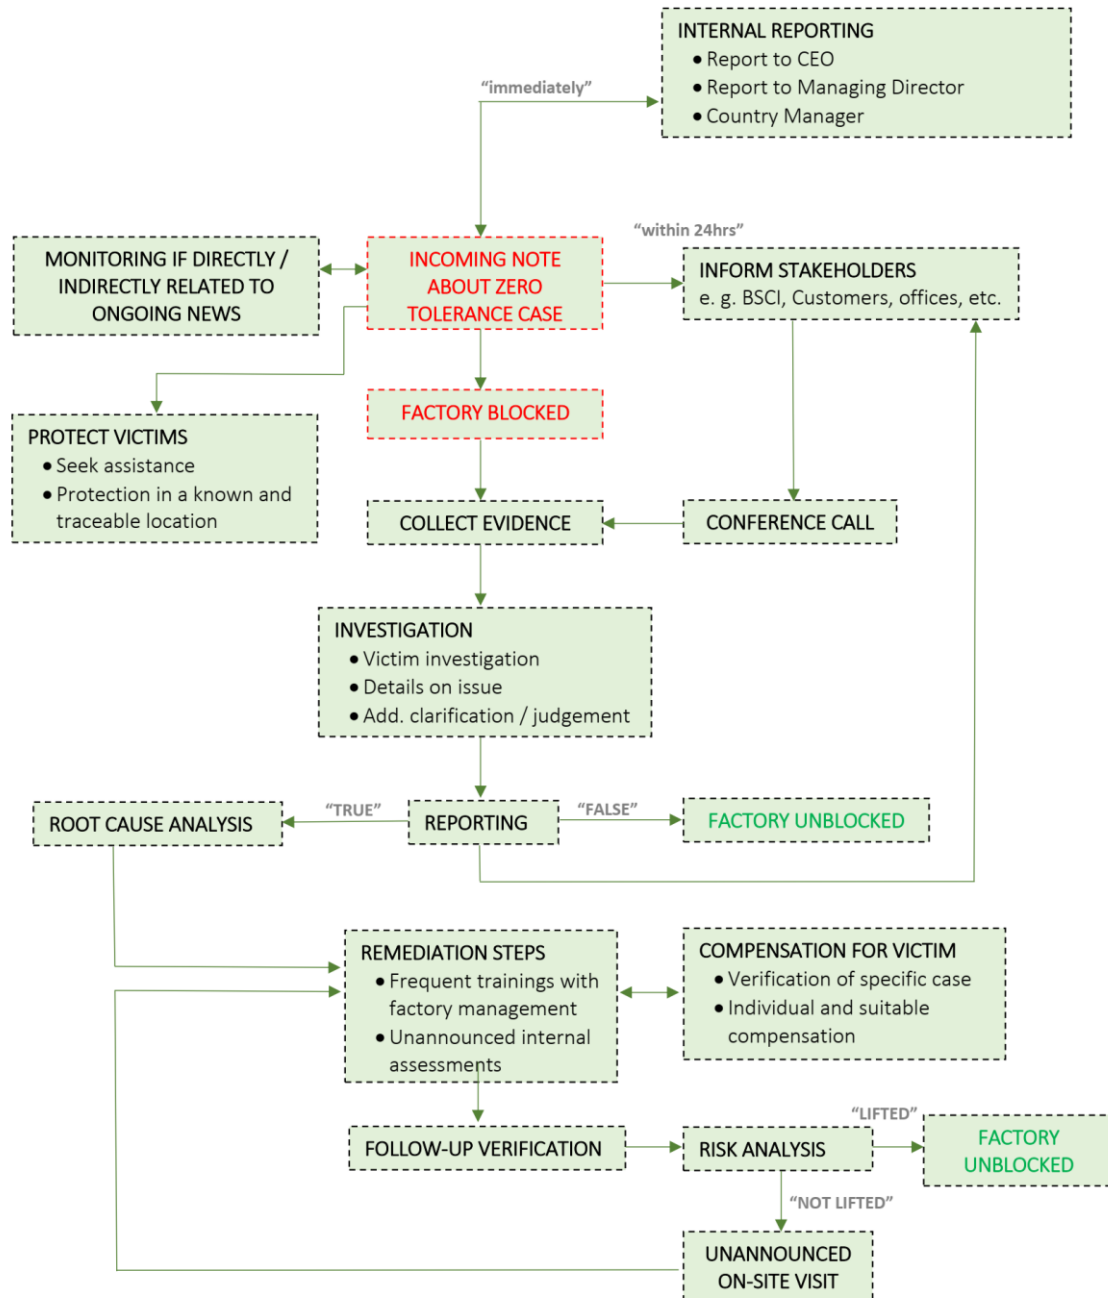 INTERNAL REPORTING
• Report to CEO
• Report to Managing Director
• Country Manager
“immediately”
“within 24hrs”
MONITORING IF DIRECTLY /
INDIRECTLY RELATED TO
ONGOING NEWS
INCOMING NOTE
ABOUT ZERO
TOLERANCE CASE
INFORM STAKEHOLDERS
e. g. BSCI, Customers, offices, etc.
FACTORY BLOCKED
PROTECT VICTIMS
• Seek assistance
• Protection in a known and
traceable location
COLLECT EVIDENCE
CONFERENCE CALL
INVESTIGATION
• Victim investigation
• Details on issue
• Add. clarification / judgement
“TRUE”
“FALSE”
ROOT CAUSE ANALYSIS
REPORTING
FACTORY UNBLOCKED
REMEDIATION STEPS
• Frequent trainings with
factory management
• Unannounced internal
assessments
COMPENSATION FOR VICTIM
• Verification of specific case
• Individual and suitable
compensation
FOLLOW-UP VERIFICATION
RISK ANALYSIS
“LIFTED”
FACTORY
UNBLOCKED
“NOT LIFTED”
UNANNOUNCED
ON-SITE VISIT